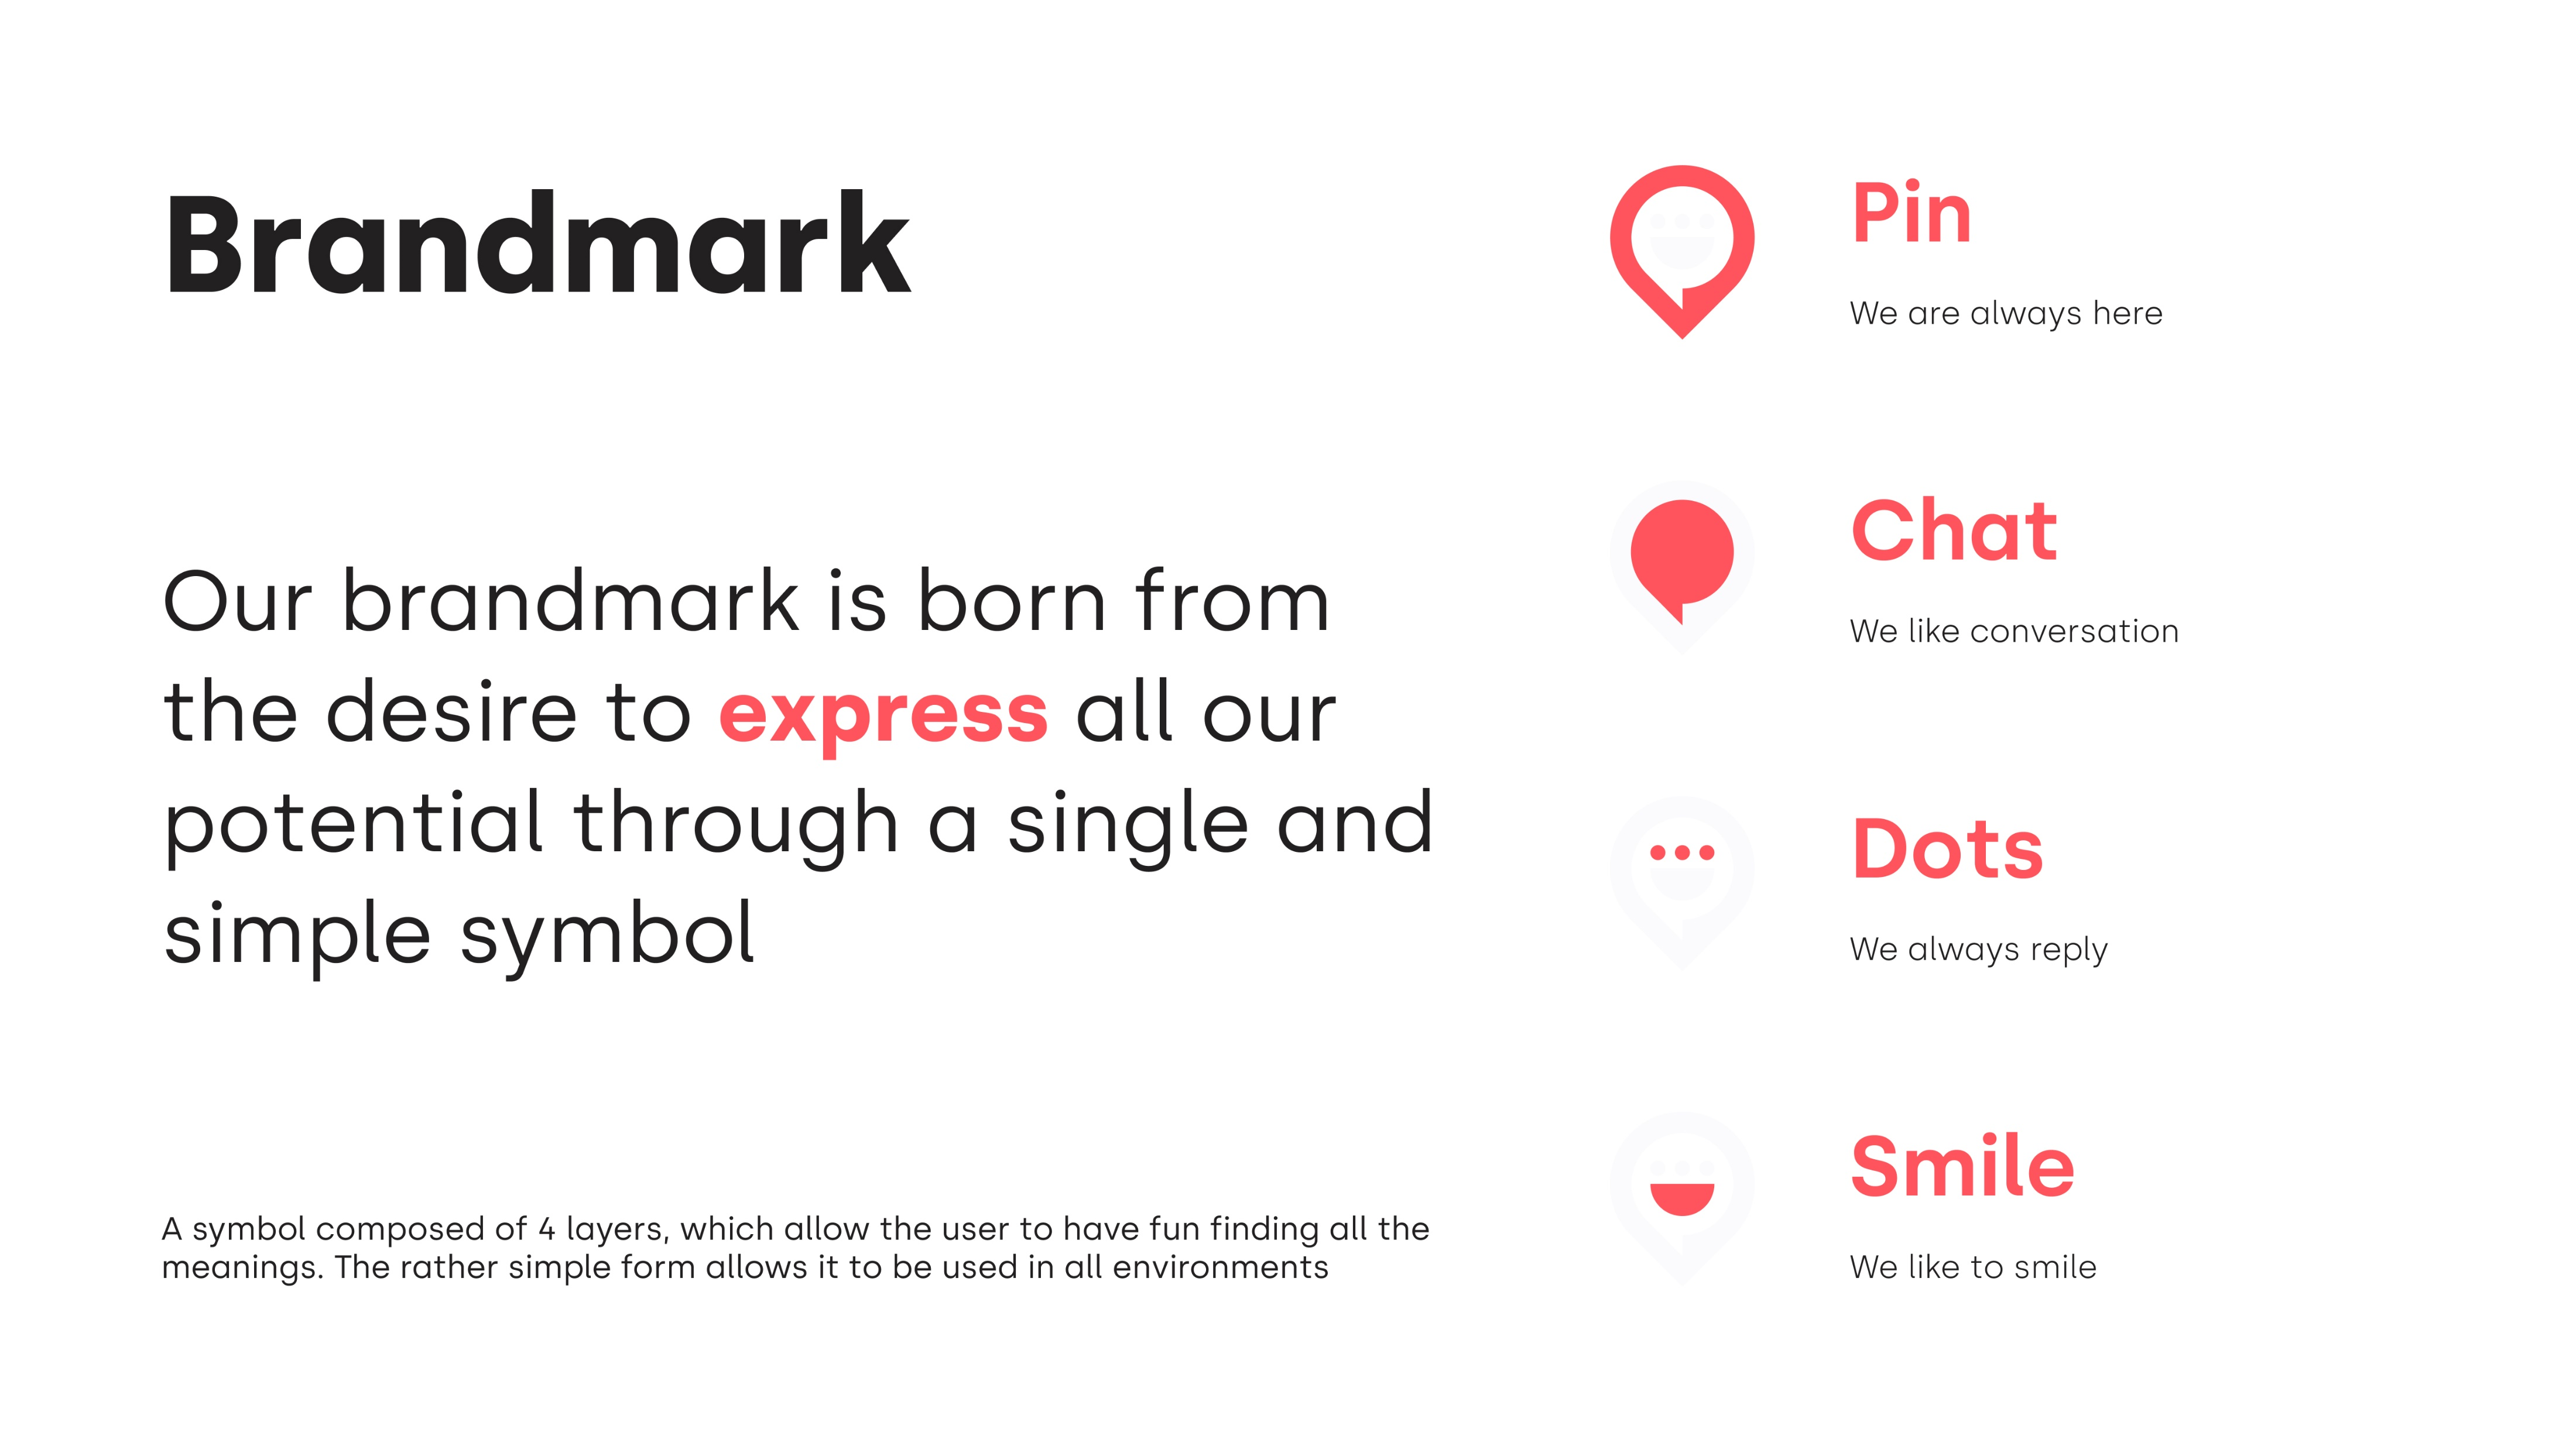 Brandmark
Our brandmark is born from
the desire to express all our
potential through a single and
simple symbol
A symbol composed of 4 layers, which allow the user to have fun finding all the
meanings. The rather simple form allows it to be used in all environments
Pin
We are always here
Chat
We like conversation
Dots
We always reply
Smile
We like to smile